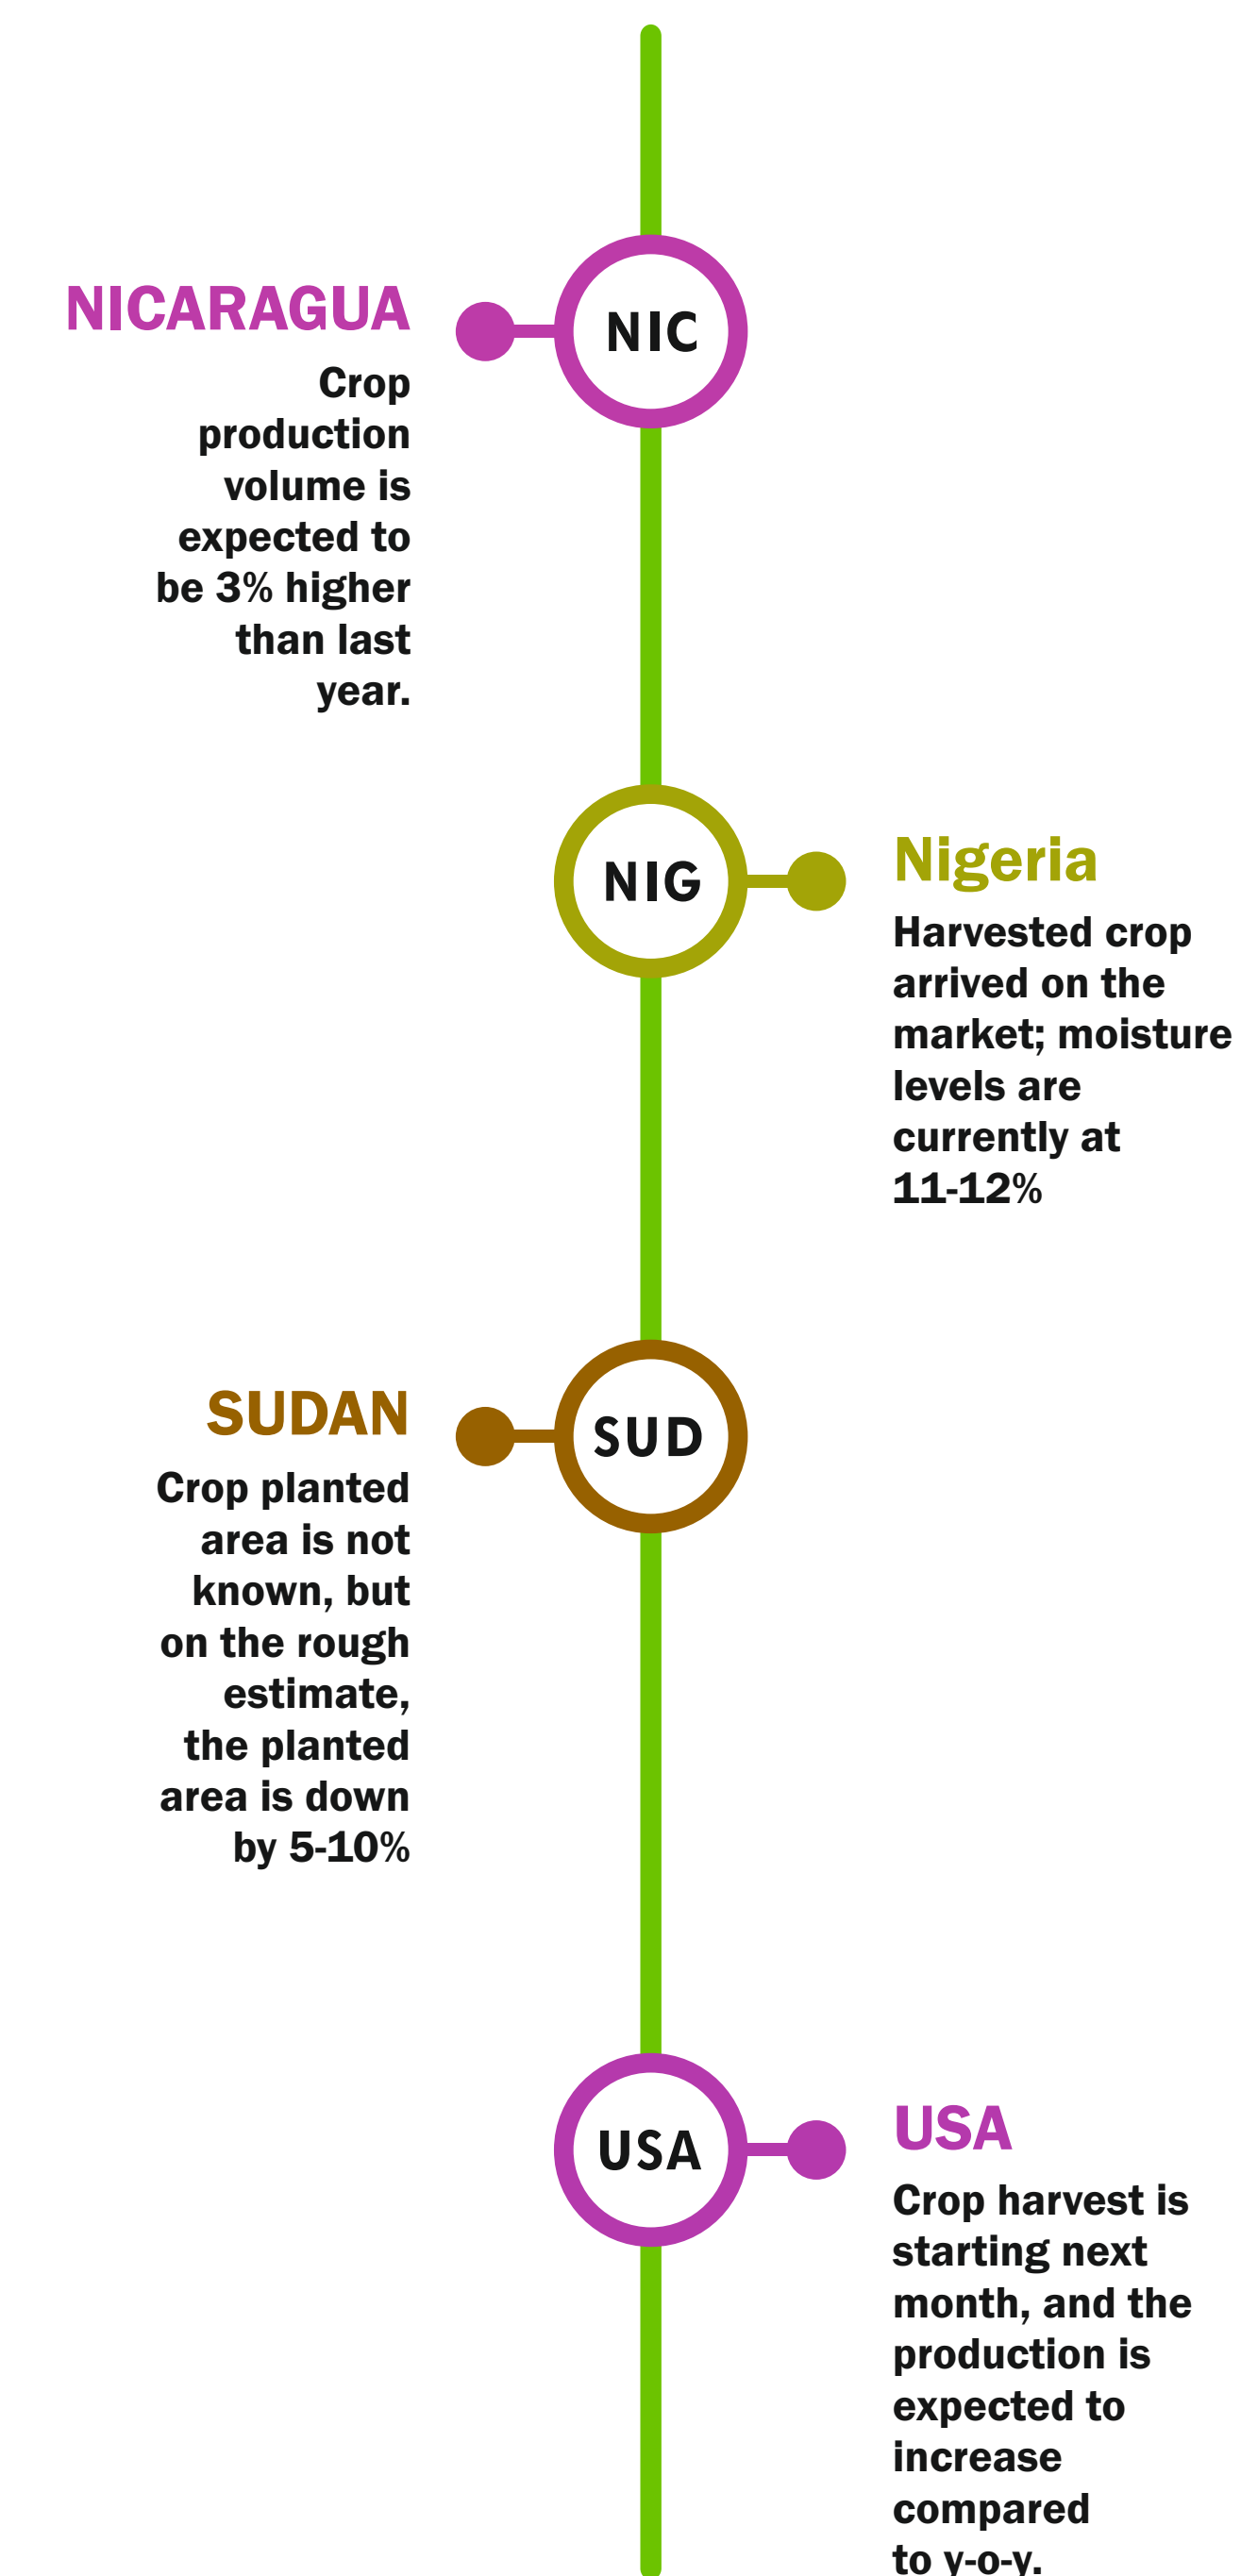 NICARAGUA
NIC
Crop
production
volume is
expected to
be 3% higher
than last
year.
NIG
Nigeria
Harvested crop
arrived on the
market; moisture
levels are
currently at
11-12%
SUDAN
SUD
Crop planted
area is not
known, but
on the rough
estimate,
the planted
area is down
by 5-10%
USA
USA
Crop harvest is
starting next
month, and the
production is
expected to
increase
compared
to y-o-y.